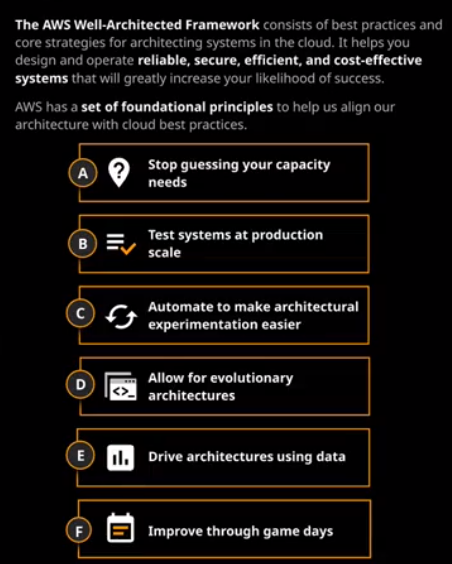 The AWS Well-Architected Framework consists of best practices and
core strategies for architecting systems in the cloud. It helps you
design and operate reliable, secure, efficient, and cost-effective
systems that will greatly increase your likelihood of success.
AWS has a set of foundational principles to help us align our
architecture with cloud best practices.
A
Stop guessing your capacity
needs
B
Test systems at production
scale
C
Automate to make architectural
experimentation easier
D
Allow for evolutionary
architectures
E
Drive architectures using data
F
Improve through game days